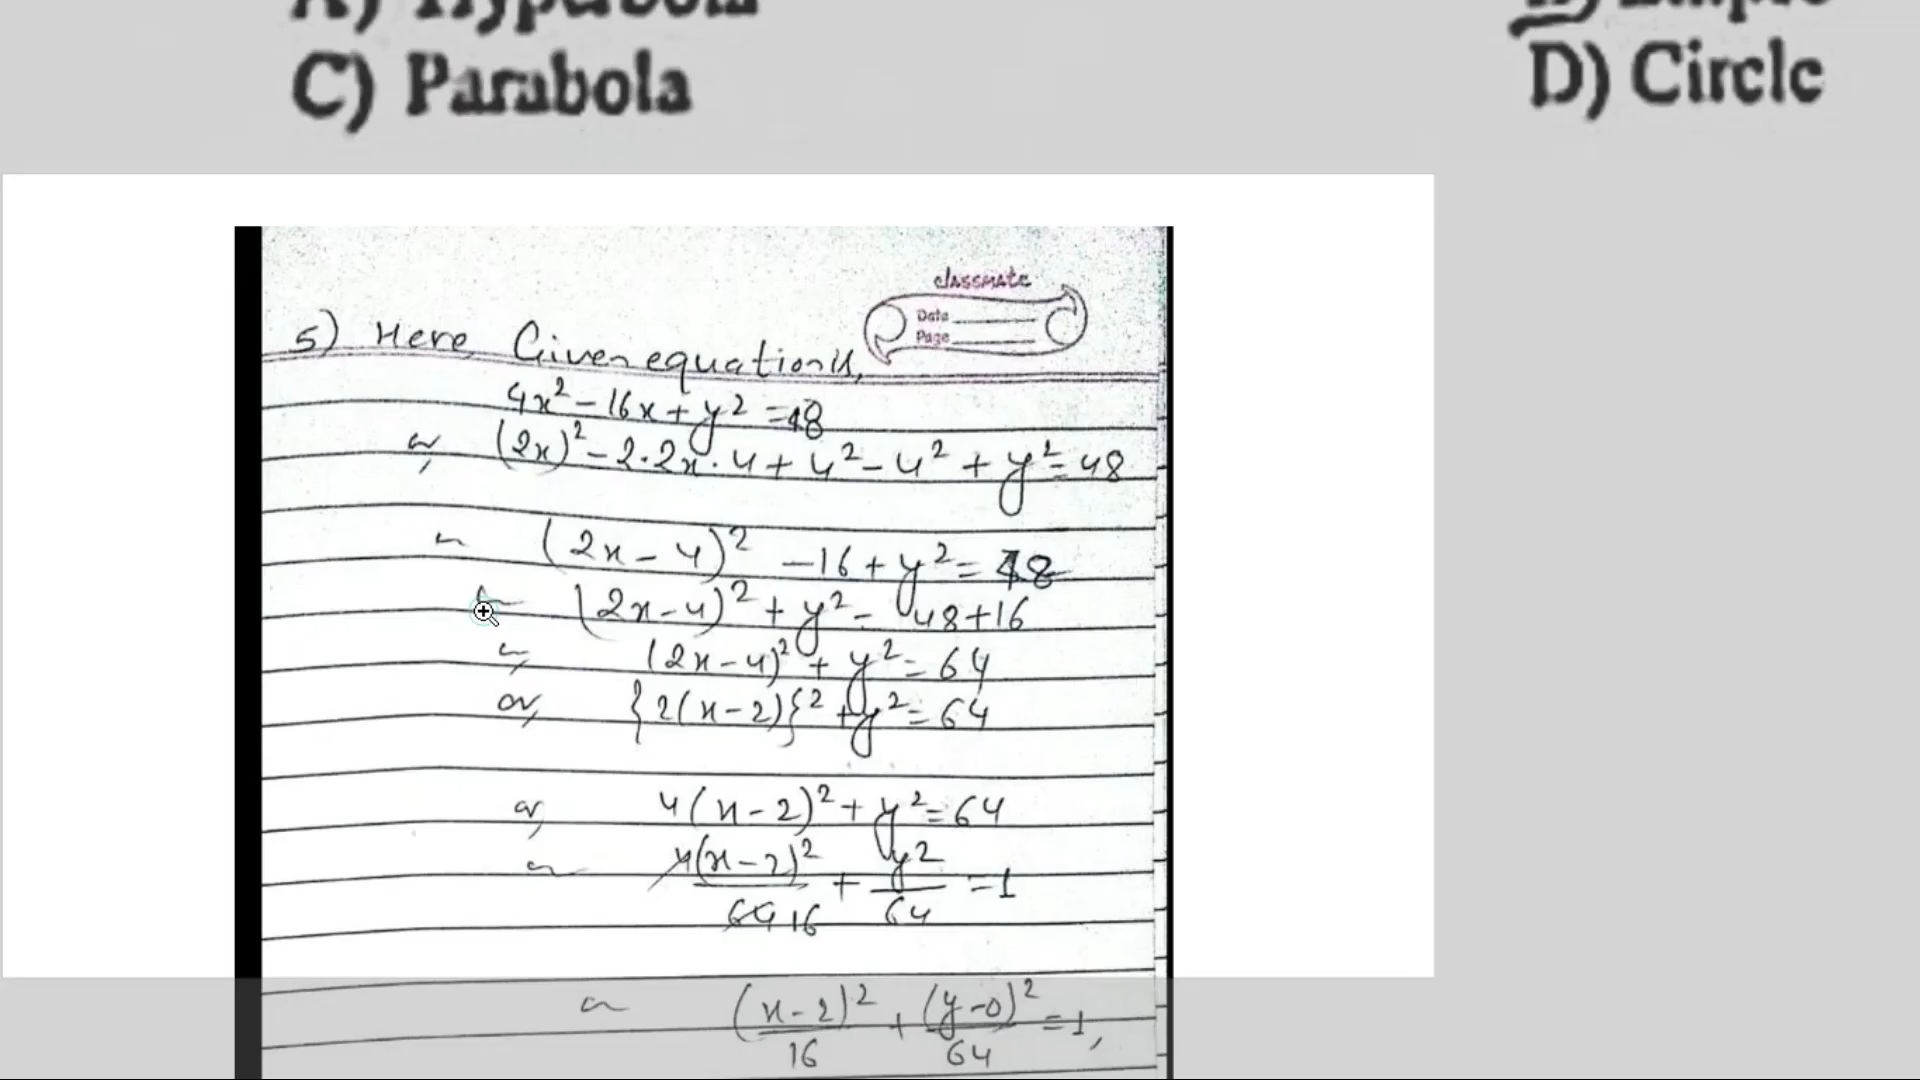 A) Hyperbola
B) Ellipse
C) Parabola
D) Circle
classmate
Date
Page
5) Here Given equation is,
4x² - 16x + y² = 48
or, (2x)² - 2·2x·4 + 4² - 4² + y² = 48
or (2x - 4)² - 16 + y² = 48
or (2x - 4)² + y² = 48 + 16
or, (2x - 4)² + y² = 64
or, {2(x - 2)}² + y² = 64
or, 4(x - 2)² + y² = 64
or 4(x - 2)²/64 16 + y²/64 = 1
or (x - 2)²/16 + (y - 0)²/64 = 1,